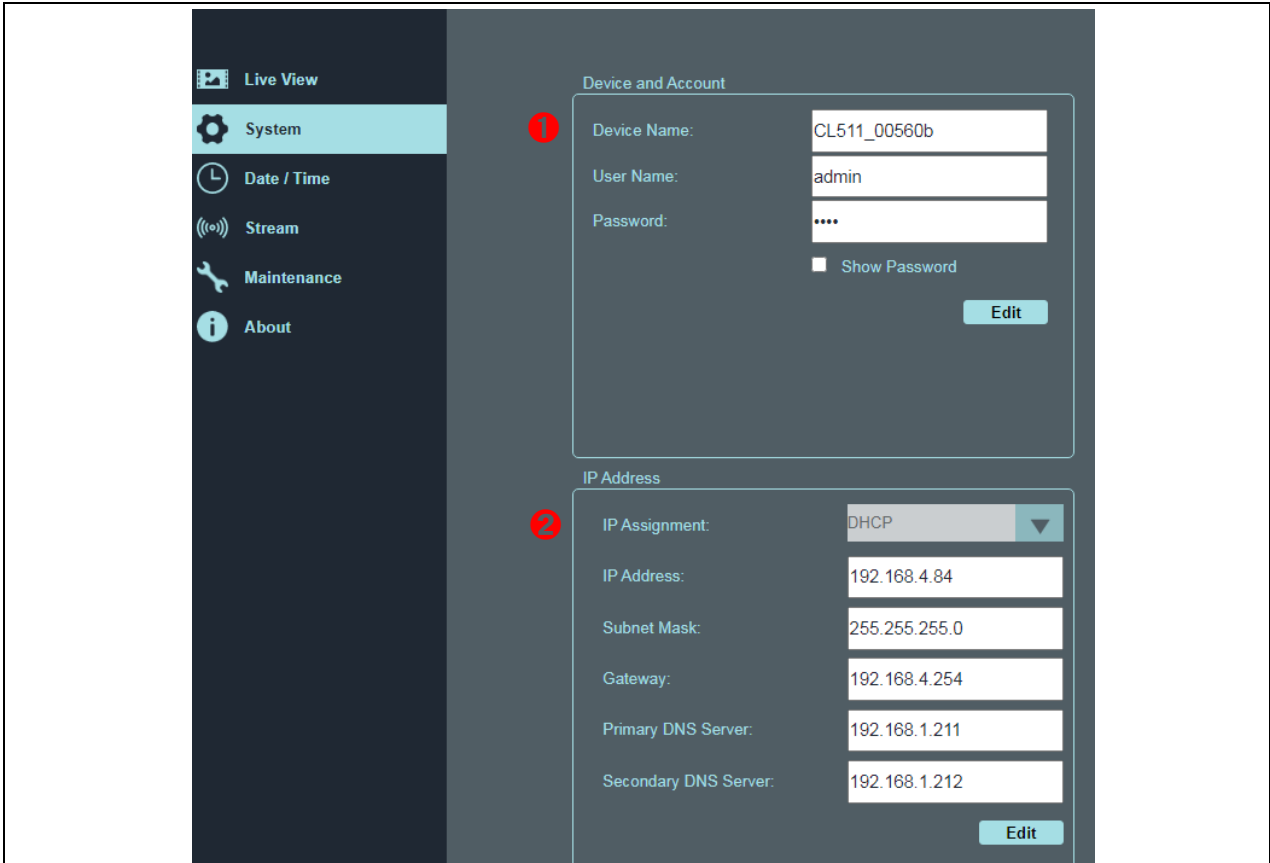 Live View
System
Date / Time
Stream
Maintenance
About
Device and Account
1
Device Name: CL511_00560b
User Name: admin
Password: ••••
Show Password
Edit
IP Address
2
IP Assignment: DHCP
IP Address: 192.168.4.84
Subnet Mask: 255.255.255.0
Gateway: 192.168.4.254
Primary DNS Server: 192.168.1.211
Secondary DNS Server: 192.168.1.212
Edit